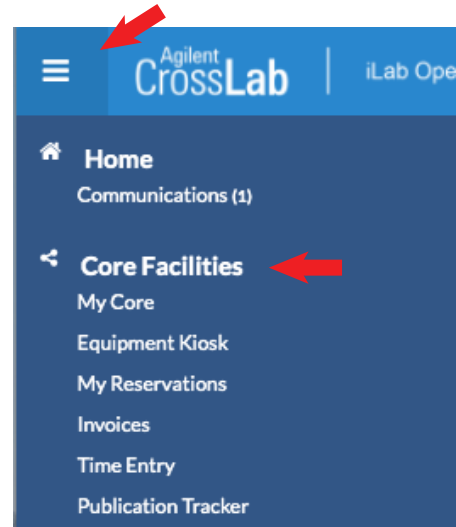 Agilent
CrossLab
iLab Ope
Home
Communications (1)
Core Facilities
My Core
Equipment Kiosk
My Reservations
Invoices
Time Entry
Publication Tracker